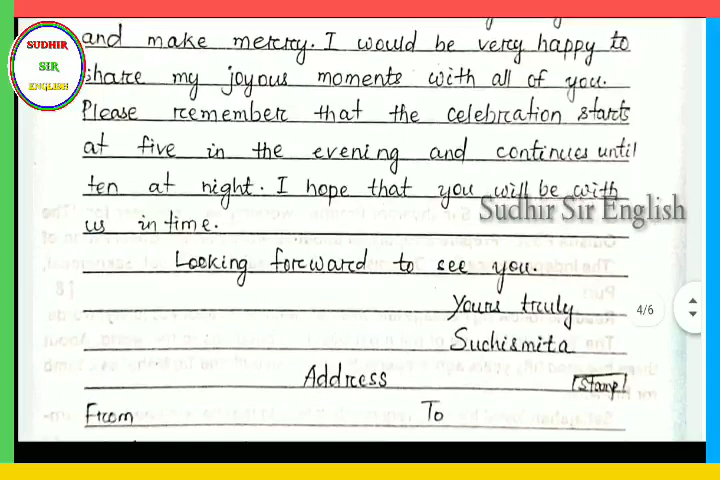 SUDHIR
SIR
ENGLISH
and make merry. I would be very happy to
share my joyous moments with all of you.
Please remember that the celebration starts
at five in the evening and continues until
ten at night. I hope that you will be with
us in time.
Sudhir Sir English
Looking forward to see you.
Yours truly
4/6
Suchismita
Address
Stamp
From
To